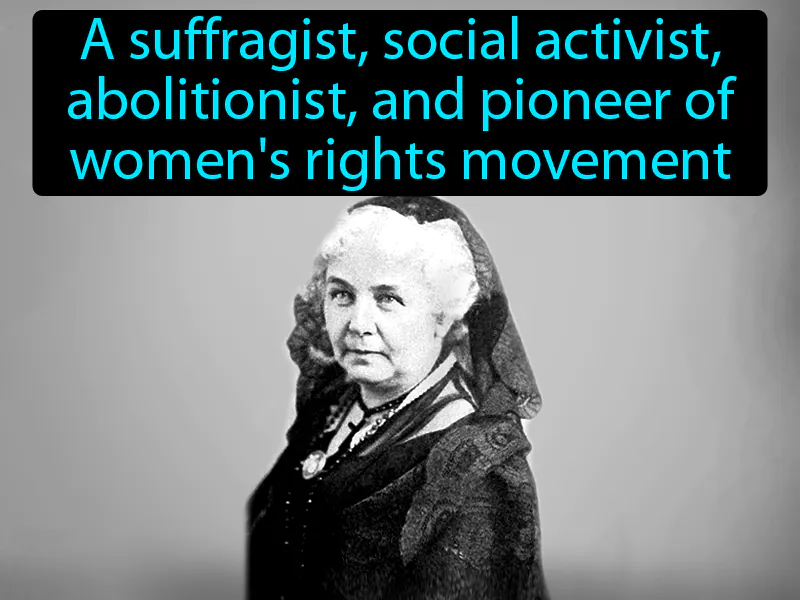 A suffragist, social activist,
abolitionist, and pioneer of
women's rights movement